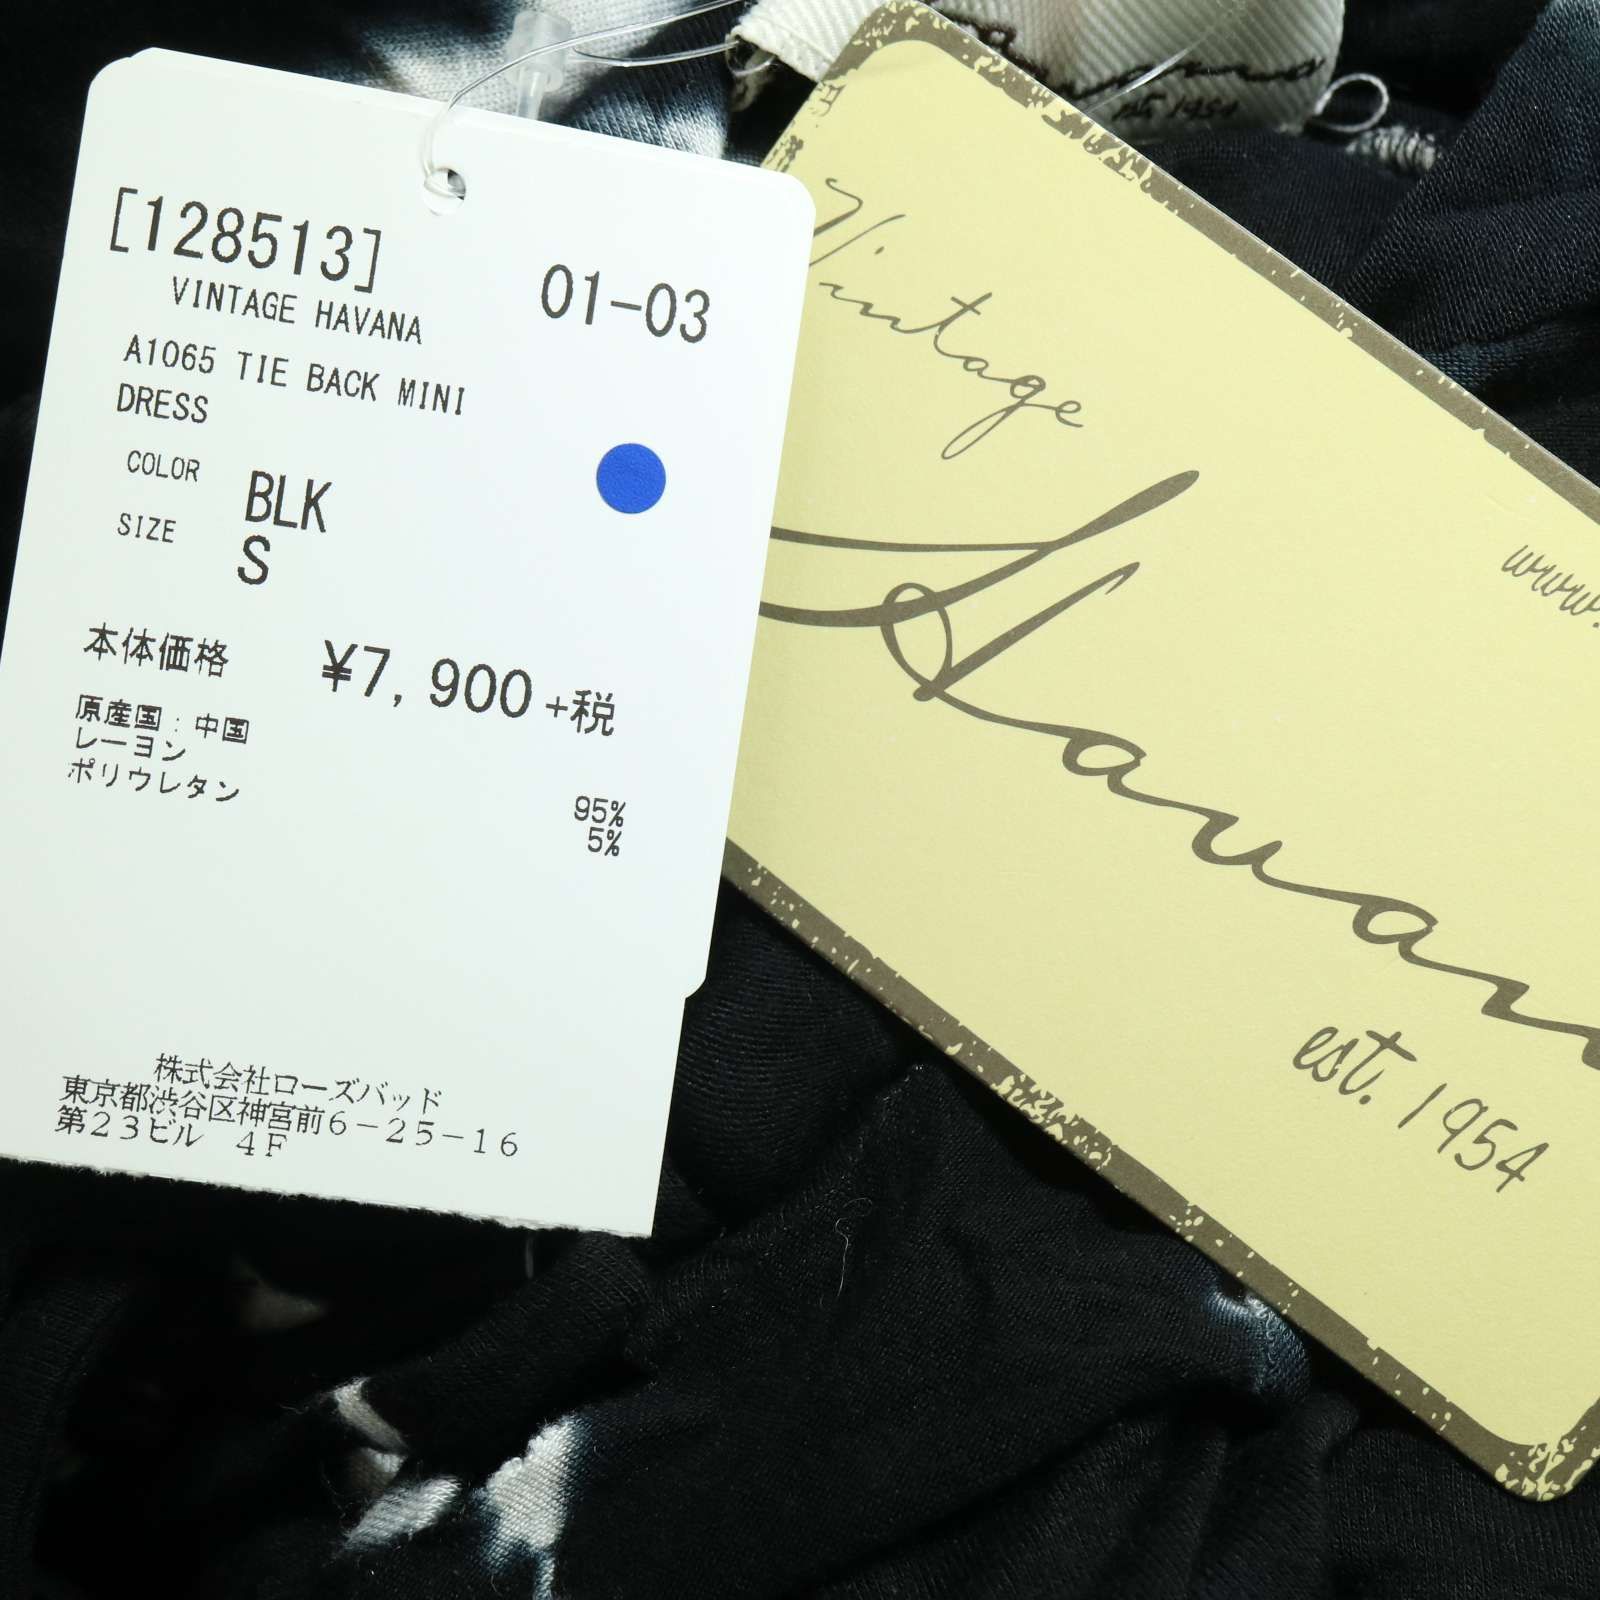 [128513]
01-03
VINTAGE HAVANA
A1065 TIE BACK MINI
DRESS
COLOR BLK
SIZE S
本体価格 ¥7,900+税
原産国:中国
レーヨン 95%
ポリウレタン 5%
株式会社ローズバッド
東京都渋谷区神宮前6-25-16
第23ビル 4F
Vintage
www.
est. 1954
est. 1954